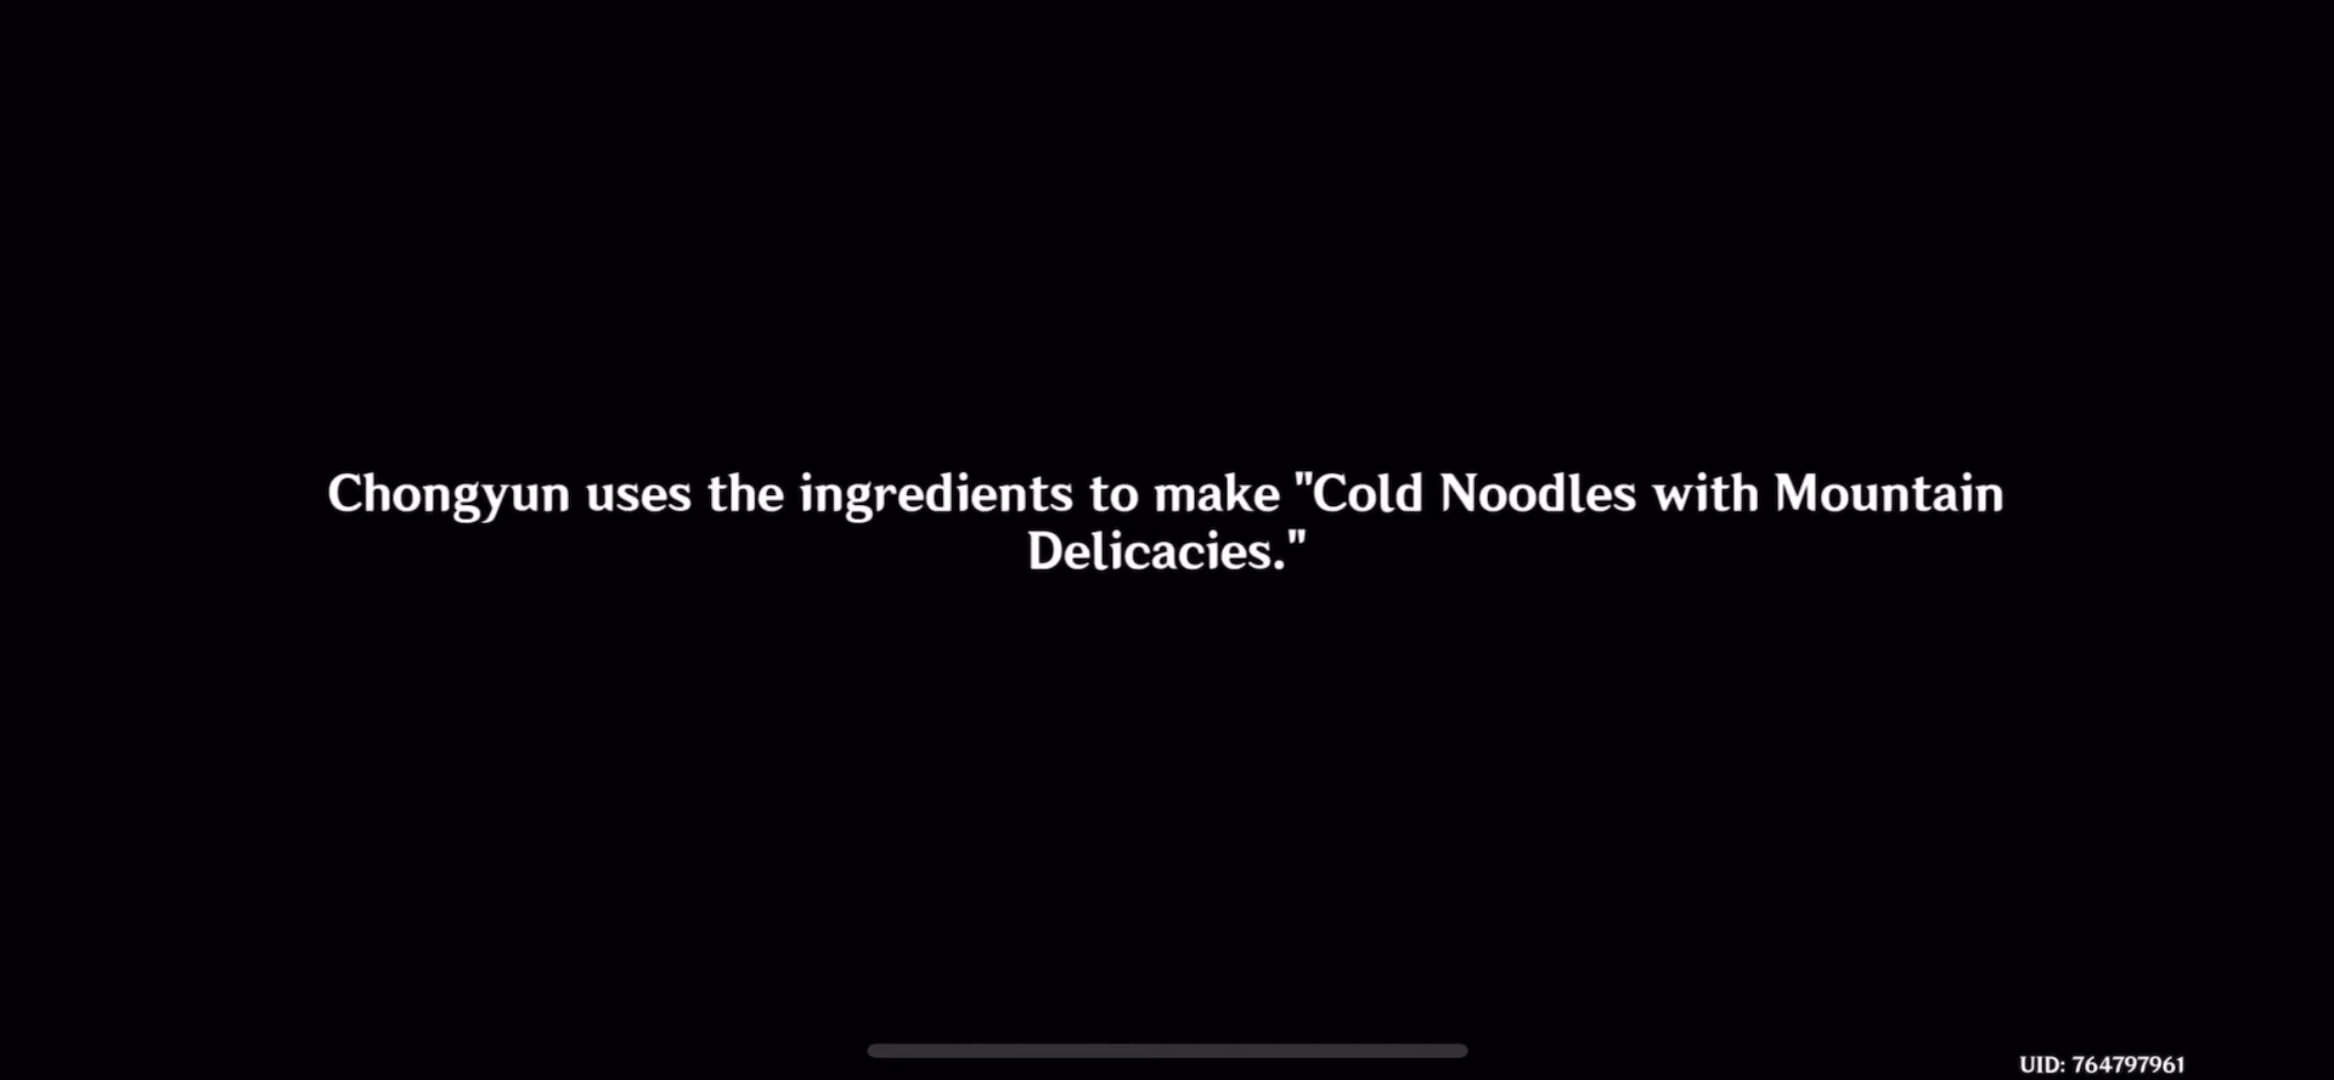 Chongyun uses the ingredients to make "Cold Noodles with Mountain
Delicacies."
UID: 764797961